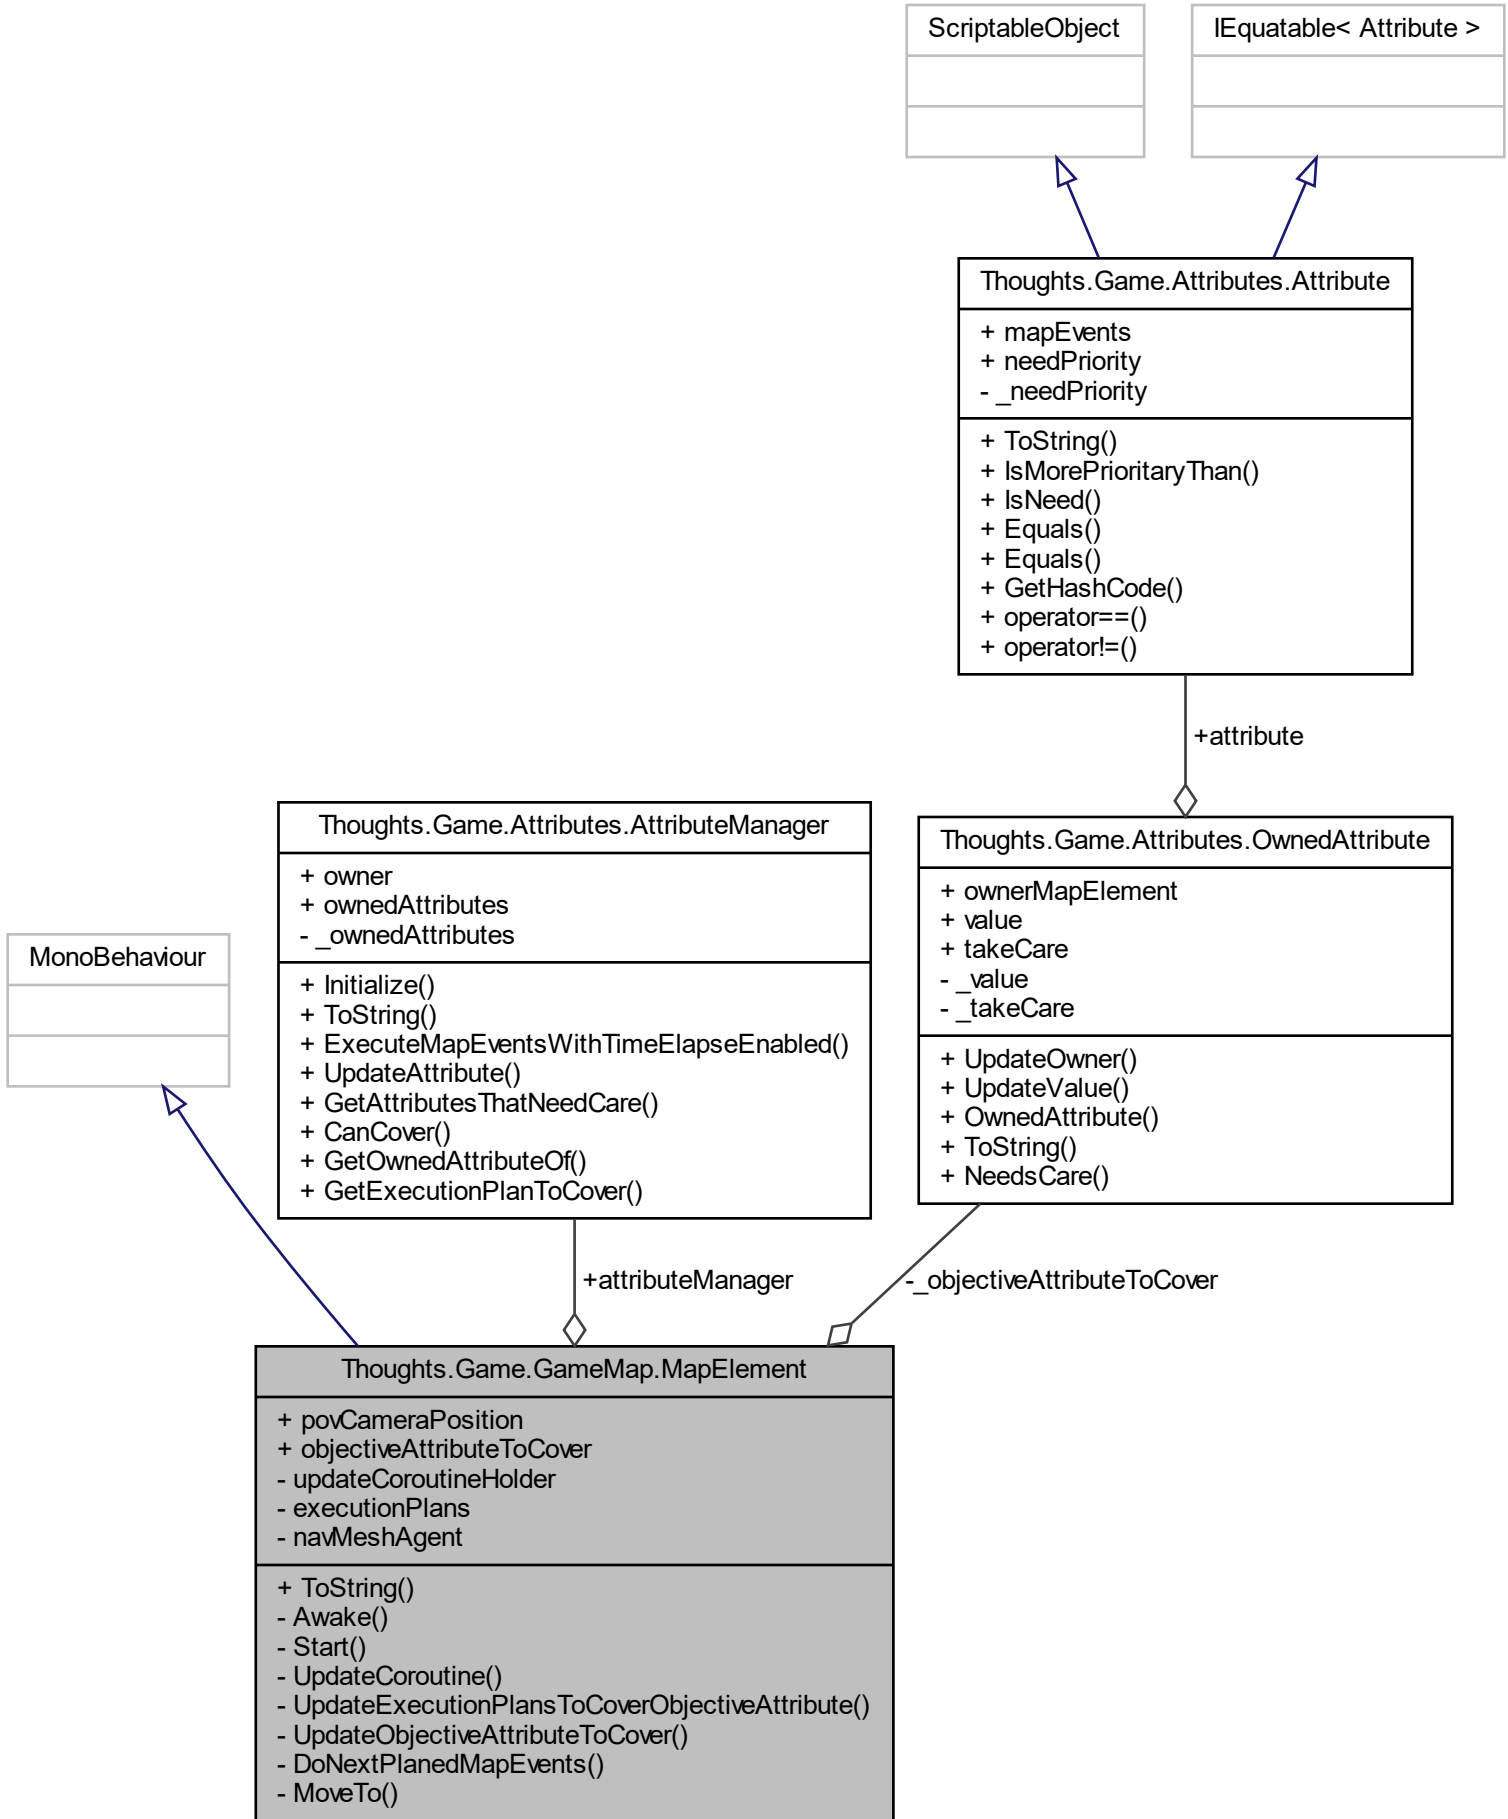 ScriptableObject
IEquatable< Attribute >
Thoughts.Game.Attributes.Attribute
+ mapEvents
+ needPriority
- _needPriority
+ ToString()
+ IsMorePrioritaryThan()
+ IsNeed()
+ Equals()
+ Equals()
+ GetHashCode()
+ operator==()
+ operator!=()
+attribute
Thoughts.Game.Attributes.AttributeManager
+ owner
+ ownedAttributes
- _ownedAttributes
+ Initialize()
+ ToString()
+ ExecuteMapEventsWithTimeElapseEnabled()
+ UpdateAttribute()
+ GetAttributesThatNeedCare()
+ CanCover()
+ GetOwnedAttributeOf()
+ GetExecutionPlanToCover()
Thoughts.Game.Attributes.OwnedAttribute
+ ownerMapElement
+ value
+ takeCare
- _value
- _takeCare
+ UpdateOwner()
+ UpdateValue()
+ OwnedAttribute()
+ ToString()
+ NeedsCare()
MonoBehaviour
+attributeManager
-_objectiveAttributeToCover
Thoughts.Game.GameMap.MapElement
+ povCameraPosition
+ objectiveAttributeToCover
- updateCoroutineHolder
- executionPlans
- navMeshAgent
+ ToString()
- Awake()
- Start()
- UpdateCoroutine()
- UpdateExecutionPlansToCoverObjectiveAttribute()
- UpdateObjectiveAttributeToCover()
- DoNextPlanedMapEvents()
- MoveTo()